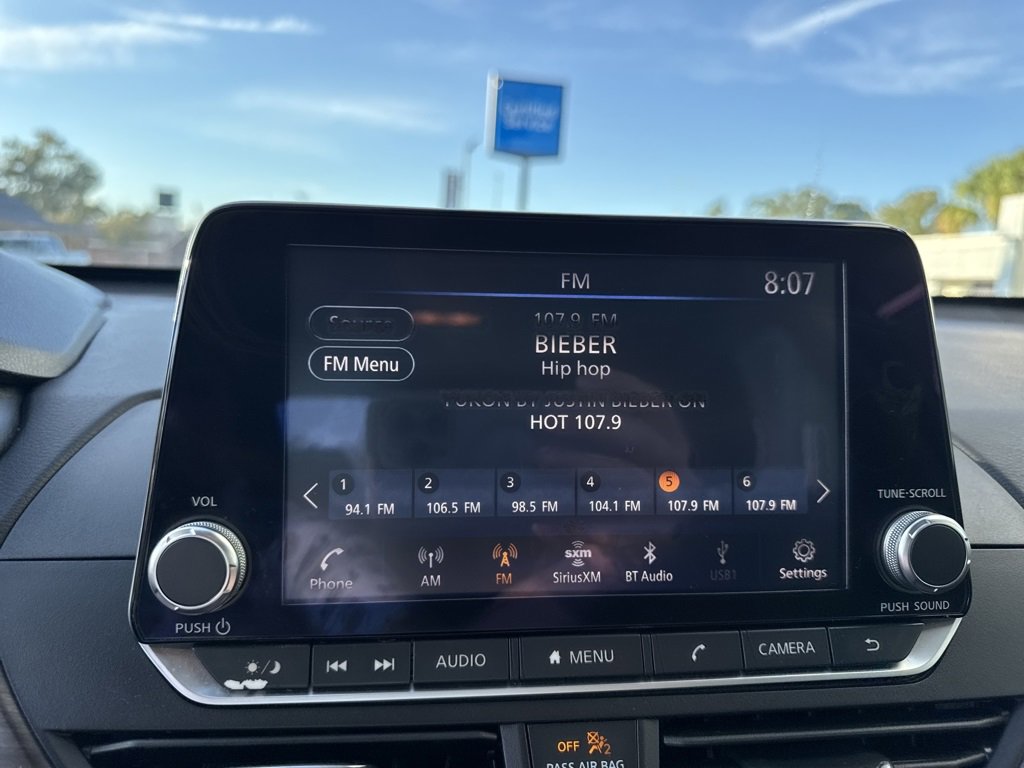 FM
8:07
Source
107.9 FM
FM Menu
BIEBER
Hip hop
YUKON BY JUSTIN BIEBER ON
HOT 107.9
1 94.1 FM
2 106.5 FM
3 98.5 FM
4 104.1 FM
5 107.9 FM
6 107.9 FM
VOL
TUNE·SCROLL
Phone
AM
FM
sxm
SiriusXM
BT Audio
USB1
Settings
PUSH
PUSH SOUND
AUDIO
MENU
CAMERA
OFF 2
PASS AIR BAG